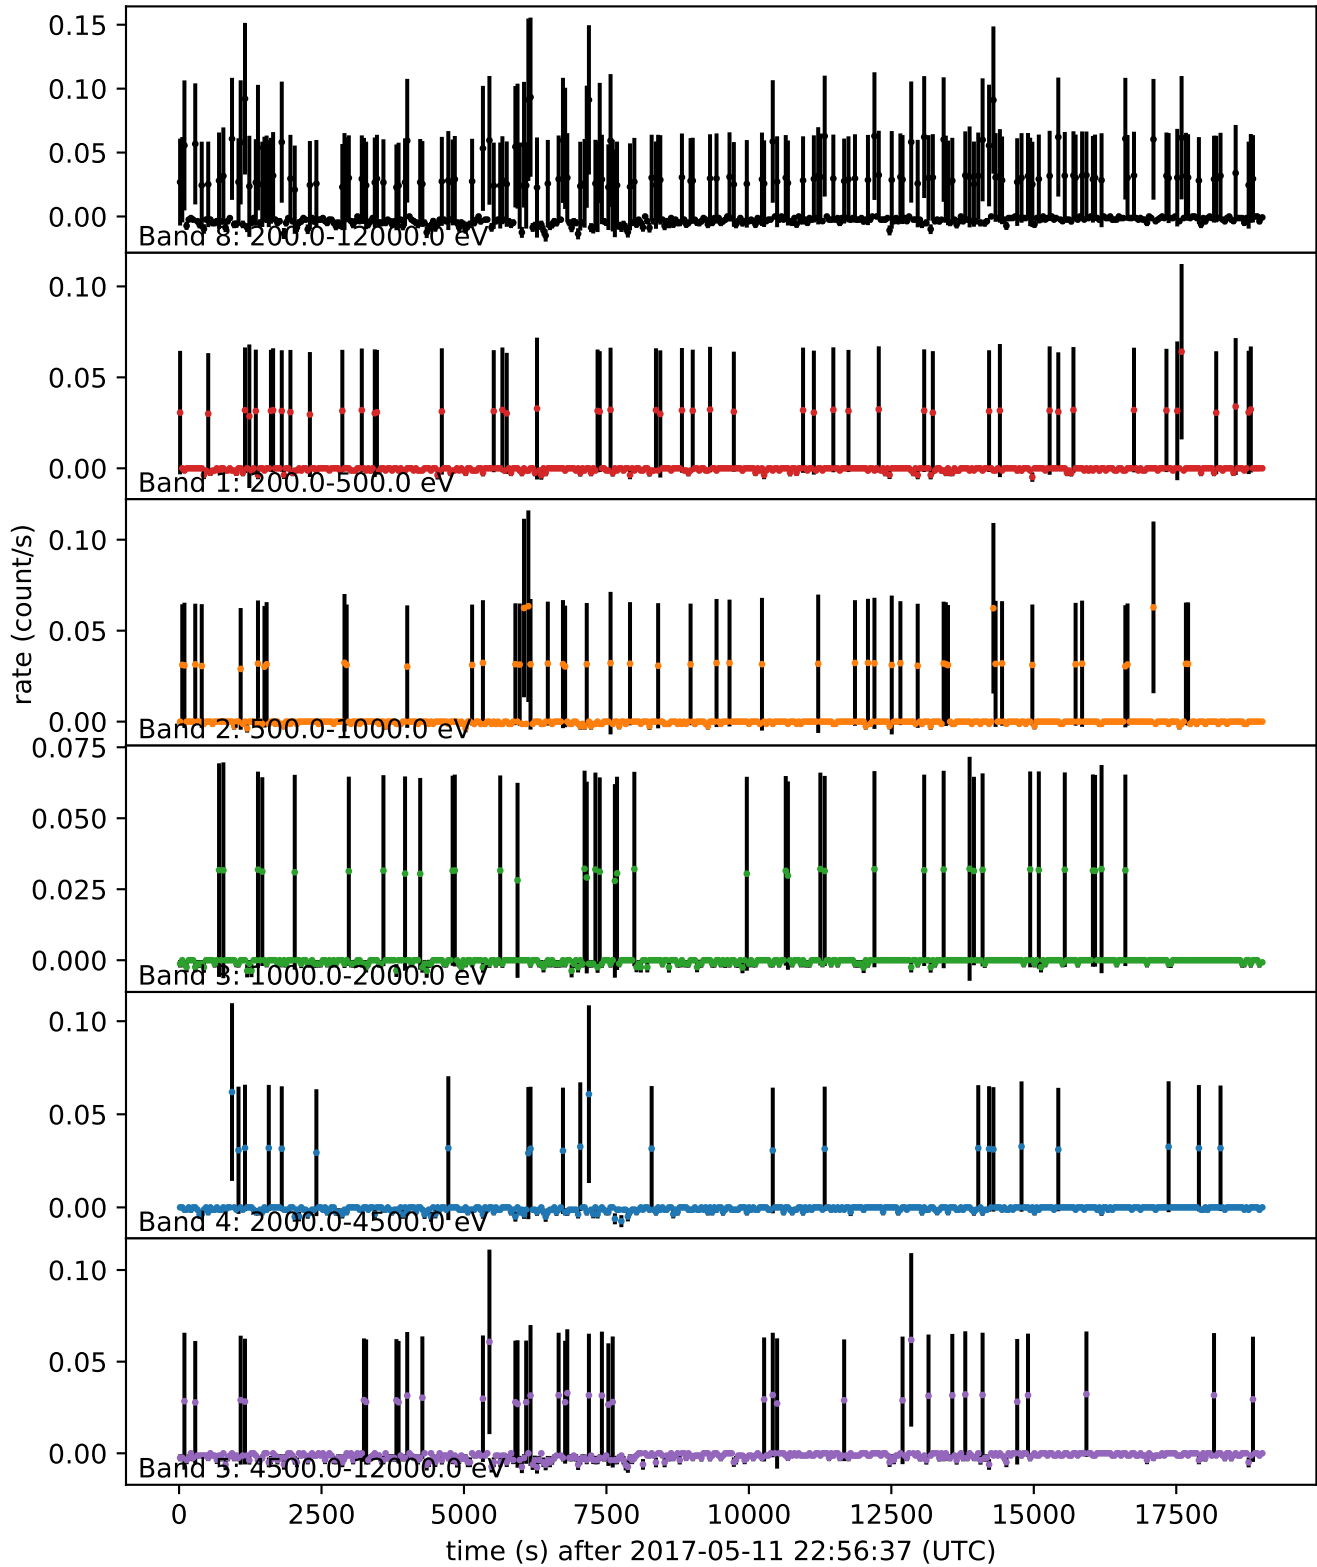 0.15
0.10
0.05
0.00
Band 8: 200.0-12000.0 eV
0.10
0.05
0.00
Band 1: 200.0-500.0 eV
rate (count/s)
0.10
0.05
0.00
Band 2: 500.0-1000.0 eV
0.075
0.050
0.025
0.000
Band 3: 1000.0-2000.0 eV
0.10
0.05
0.00
Band 4: 2000.0-4500.0 eV
0.10
0.05
0.00
Band 5: 4500.0-12000.0 eV
0 2500 5000 7500 10000 12500 15000 17500
time (s) after 2017-05-11 22:56:37 (UTC)